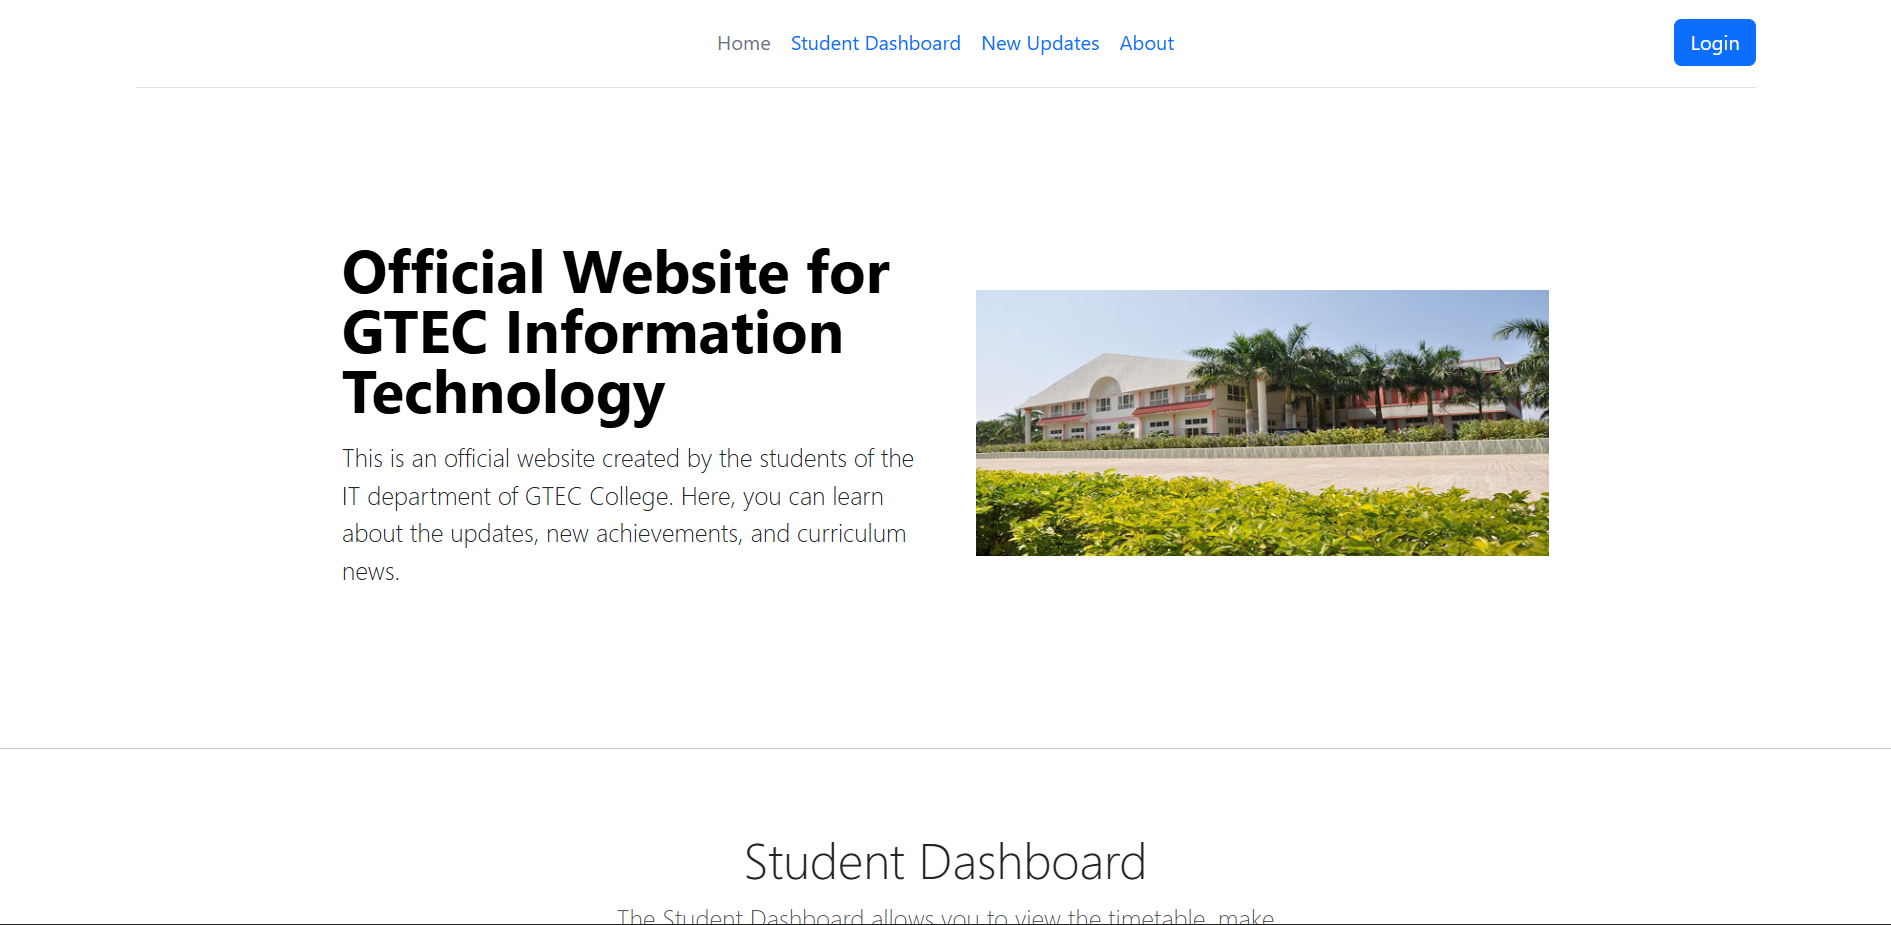 Home Student Dashboard New Updates About Login
Official Website for
GTEC Information
Technology
This is an official website created by the students of the
IT department of GTEC College. Here, you can learn
about the updates, new achievements, and curriculum
news.
Student Dashboard
The Student Dashboard allows you to view the timetable, make